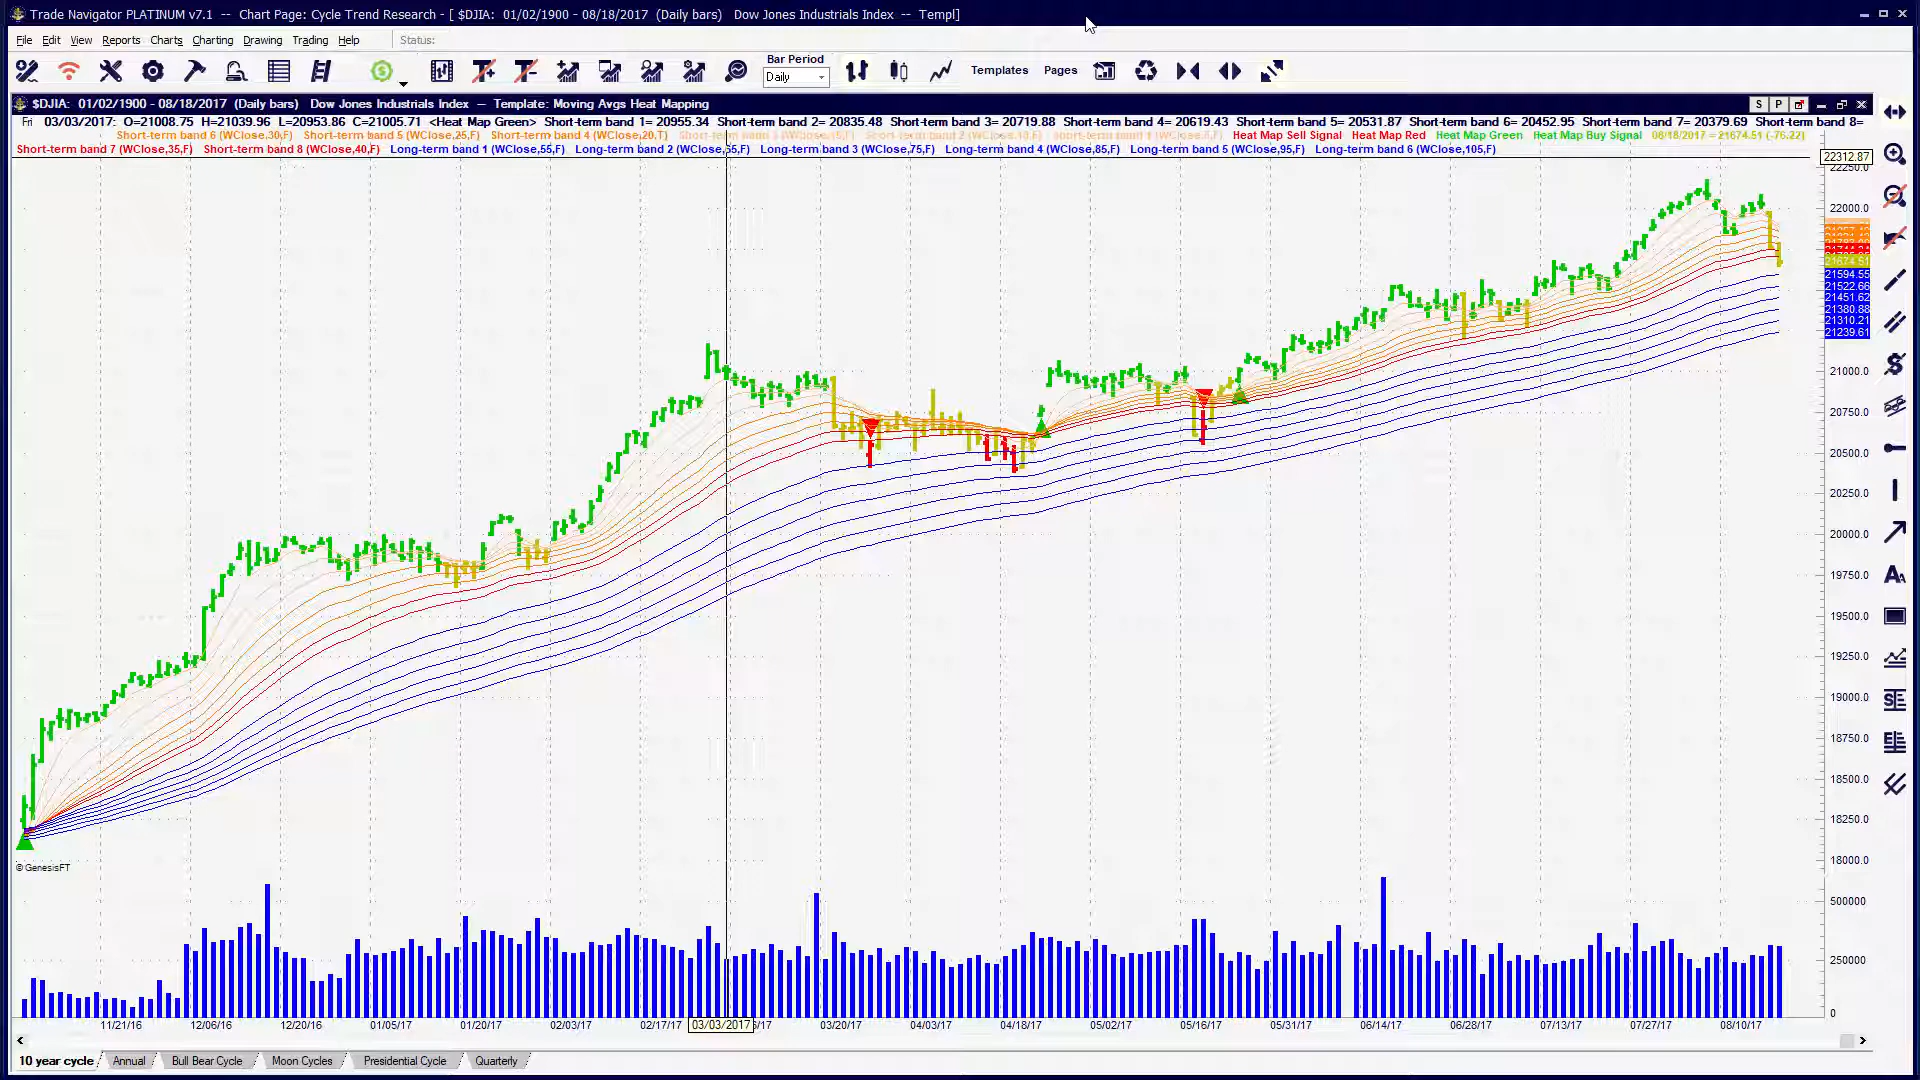 Trade Navigator PLATINUM v7.1 -- Chart Page: Cycle Trend Research - [ $DJIA: 01/02/1900 - 08/18/2017 (Daily bars) Dow Jones Industrials Index -- Templ]
File Edit View Reports Charts Charting Drawing Trading Help Status:
Bar Period
Daily
Templates Pages
$DJIA: 01/02/1900 - 08/18/2017 (Daily bars) Dow Jones Industrials Index — Template: Moving Avgs Heat Mapping S P
Fri 03/03/2017: O=21008.75 H=21039.96 L=20953.86 C=21005.71 <Heat Map Green> Short-term band 1= 20955.34 Short-term band 2= 20835.48 Short-term band 3= 20719.88 Short-term band 4= 20619.43 Short-term band 5= 20531.87 Short-term band 6= 20452.95 Short-term band 7= 20379.69 Short-term band 8=
Short-term band 6 (WClose,30,F) Short-term band 5 (WClose,25,F) Short-term band 4 (WClose,20,T) Heat Map Sell Signal Heat Map Red Heat Map Green Heat Map Buy Signal 08/18/2017 = 21674.51 (-76.22)
Short-term band 7 (WClose,35,F) Short-term band 8 (WClose,40,F) Long-term band 1 (WClose,55,F) Long-term band 2 (WClose,65,F) Long-term band 3 (WClose,75,F) Long-term band 4 (WClose,85,F) Long-term band 5 (WClose,95,F) Long-term band 6 (WClose,105,F)
22312.87
22250.0
22000.0
21674.51
21594.55
21522.66
21451.62
21380.88
21310.21
21239.61
21000.0
20750.0
20500.0
20250.0
20000.0
19750.0
19500.0
19250.0
19000.0
18750.0
18500.0
18250.0
18000.0
© GenesisFT
500000
250000
0
11/21/16 12/06/16 12/20/16 01/05/17 01/20/17 02/03/17 02/17/17 03/03/2017 03/20/17 04/03/17 04/18/17 05/02/17 05/16/17 05/31/17 06/14/17 06/28/17 07/13/17 07/27/17 08/10/17
10 year cycle Annual Bull Bear Cycle Moon Cycles Presidential Cycle Quarterly